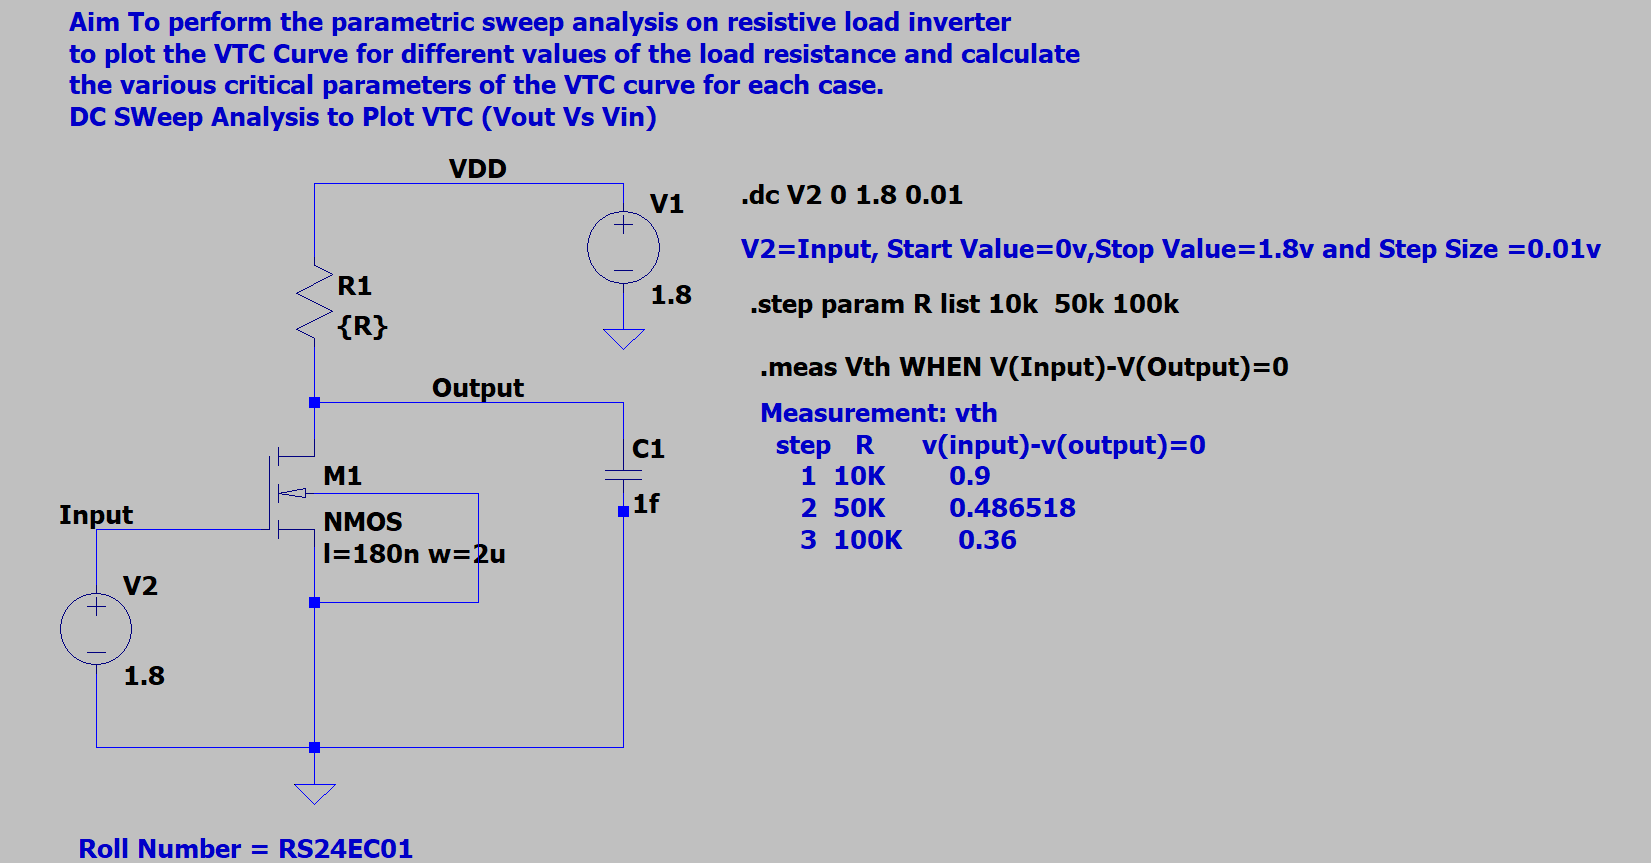 Aim To perform the parametric sweep analysis on resistive load inverter
to plot the VTC Curve for different values of the load resistance and calculate
the various critical parameters of the VTC curve for each case.
DC SWeep Analysis to Plot VTC (Vout Vs Vin)
VDD
V1
1.8
R1
{R}
Output
C1
1f
M1
NMOS
l=180n w=2u
Input
V2
1.8
.dc V2 0 1.8 0.01
V2=Input, Start Value=0v,Stop Value=1.8v and Step Size =0.01v
.step param R list 10k 50k 100k
.meas Vth WHEN V(Input)-V(Output)=0
Measurement: vth
step R v(input)-v(output)=0
1 10K 0.9
2 50K 0.486518
3 100K 0.36
Roll Number = RS24EC01